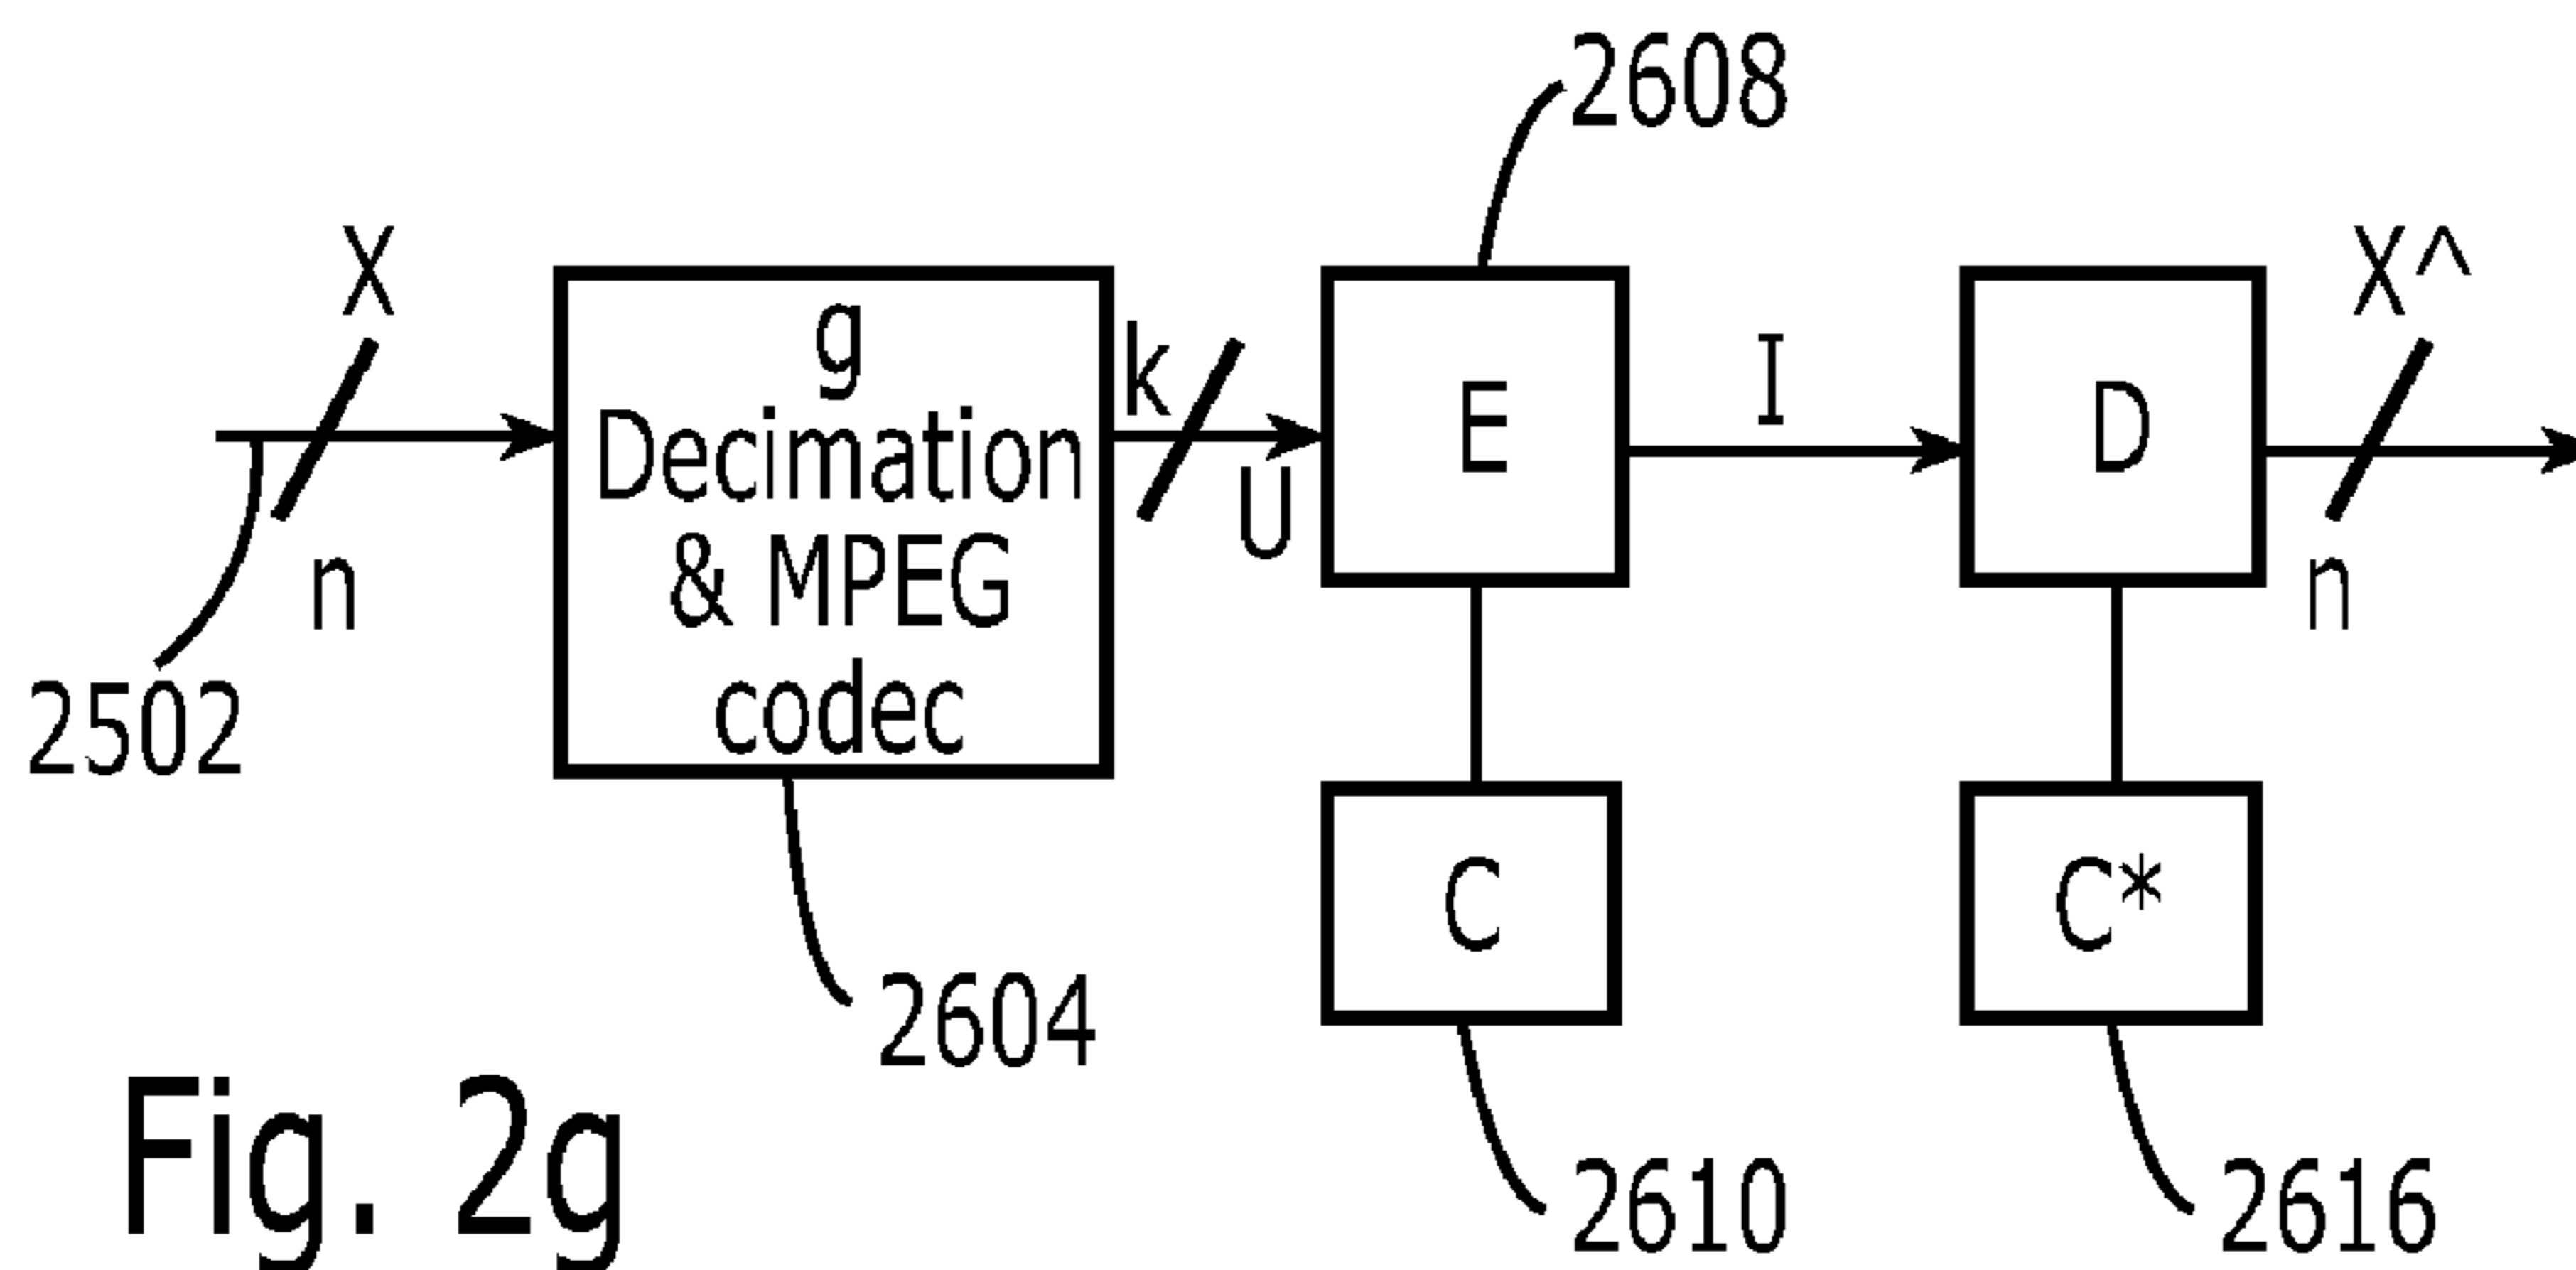 2608
X
X^
g
Decimation
& MPEG
codec
k
U
E
I
D
n
n
2502
C
C*
2604
2610
2616
Fig. 2g